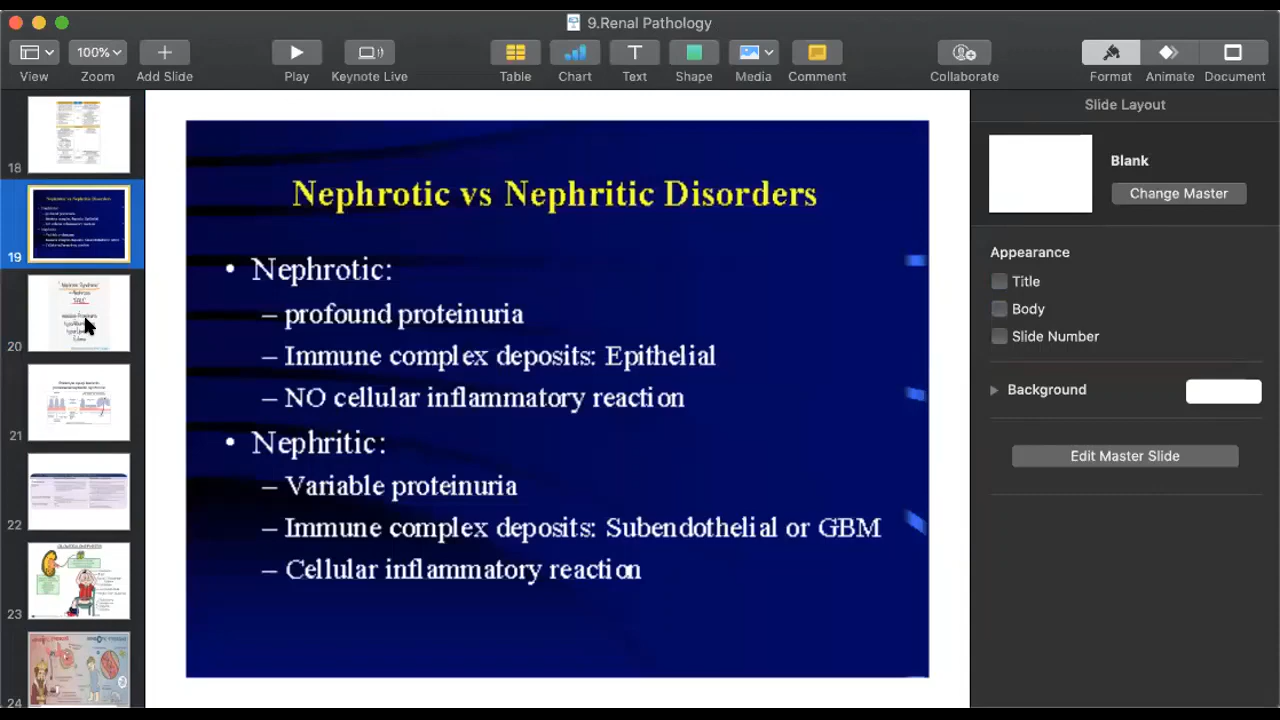 9.Renal Pathology
100%
View
Zoom
Add Slide
Play
Keynote Live
Table
Chart
Text
Shape
Media
Comment
Collaborate
Format
Animate
Document
18
19
20
21
22
23
24
Nephrotic vs Nephritic Disorders
• Nephrotic:
– profound proteinuria
– Immune complex deposits: Epithelial
– NO cellular inflammatory reaction
• Nephritic:
– Variable proteinuria
– Immune complex deposits: Subendothelial or GBM
– Cellular inflammatory reaction
Slide Layout
Blank
Change Master
Appearance
Title
Body
Slide Number
Background
Edit Master Slide